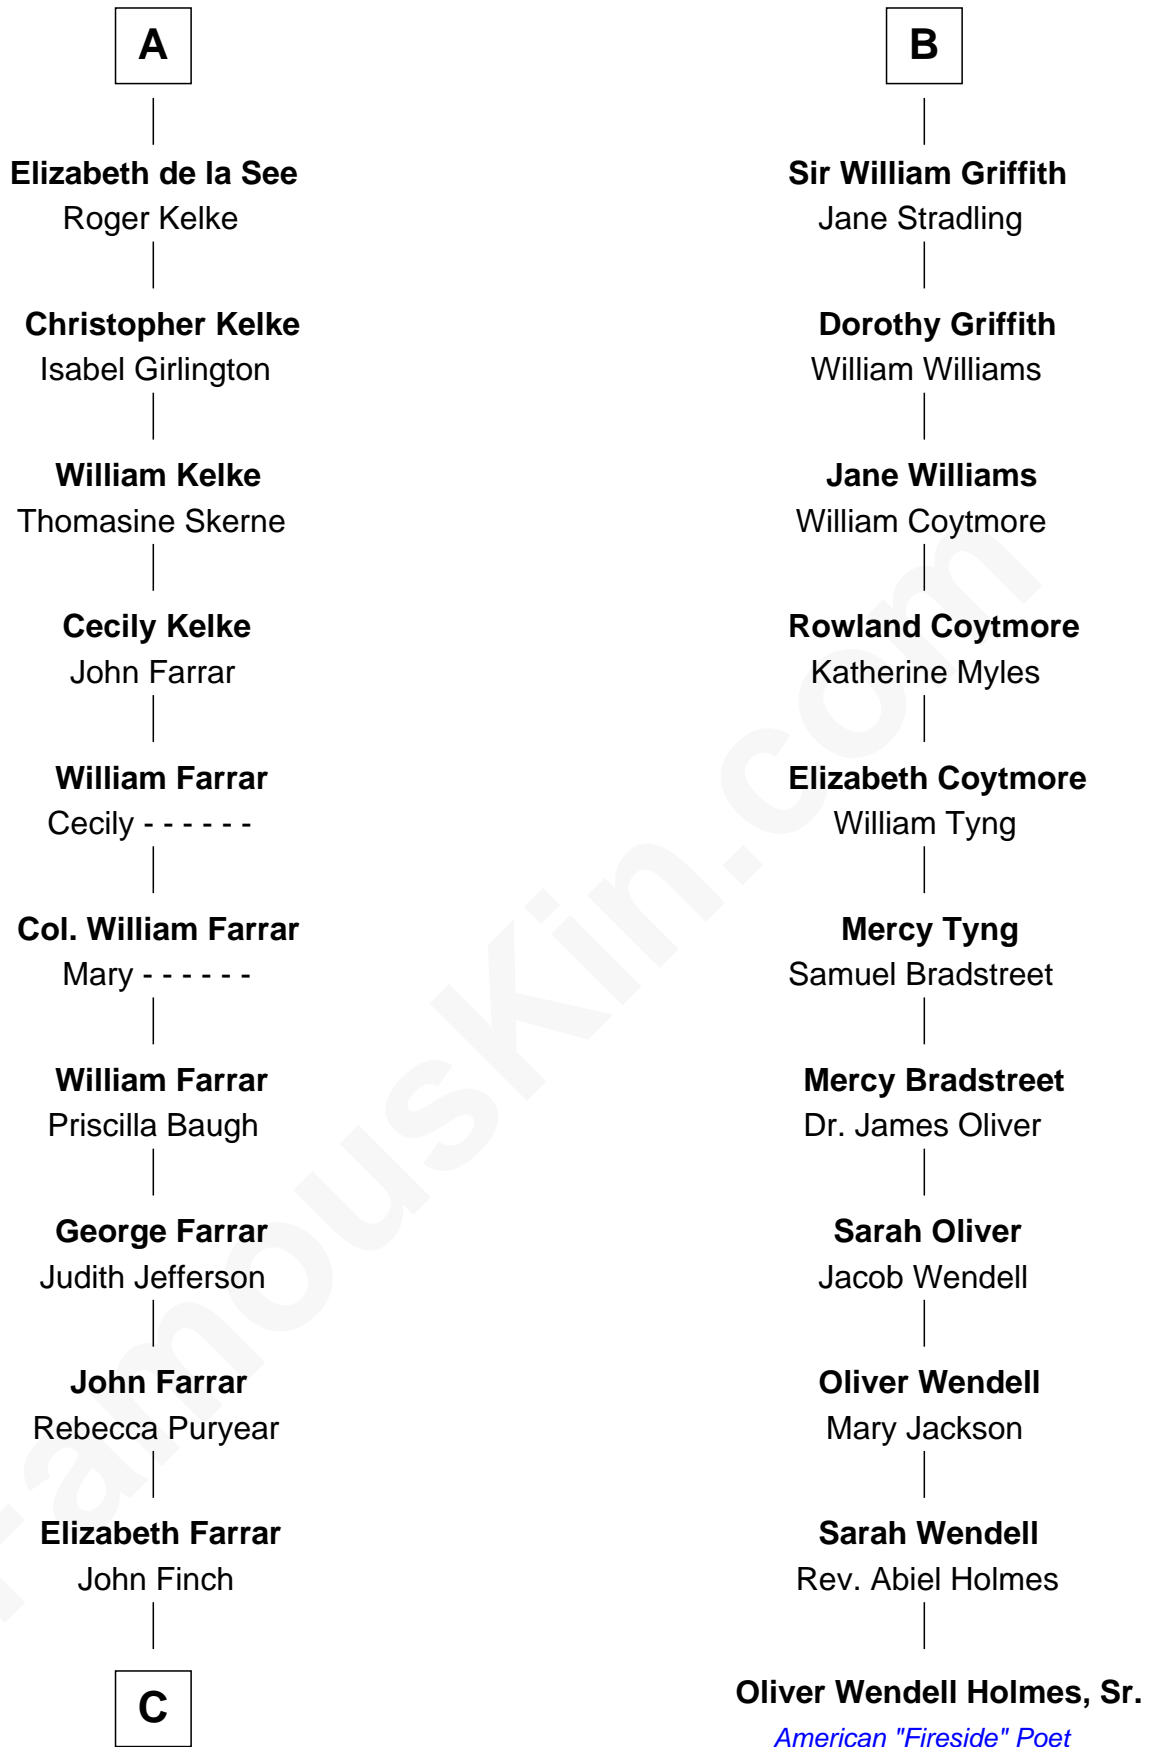 A
Elizabeth de la See
Roger Kelke
Christopher Kelke
Isabel Girlington
William Kelke
Thomasine Skerne
Cecily Kelke
John Farrar
William Farrar
Cecily - - - - - -
Col. William Farrar
Mary - - - - - -
William Farrar
Priscilla Baugh
George Farrar
Judith Jefferson
John Farrar
Rebecca Puryear
Elizabeth Farrar
John Finch
C
B
Sir William Griffith
Jane Stradling
Dorothy Griffith
William Williams
Jane Williams
William Coytmore
Rowland Coytmore
Katherine Myles
Elizabeth Coytmore
William Tyng
Mercy Tyng
Samuel Bradstreet
Mercy Bradstreet
Dr. James Oliver
Sarah Oliver
Jacob Wendell
Oliver Wendell
Mary Jackson
Sarah Wendell
Rev. Abiel Holmes
Oliver Wendell Holmes, Sr.
American "Fireside" Poet
FamousKin.com